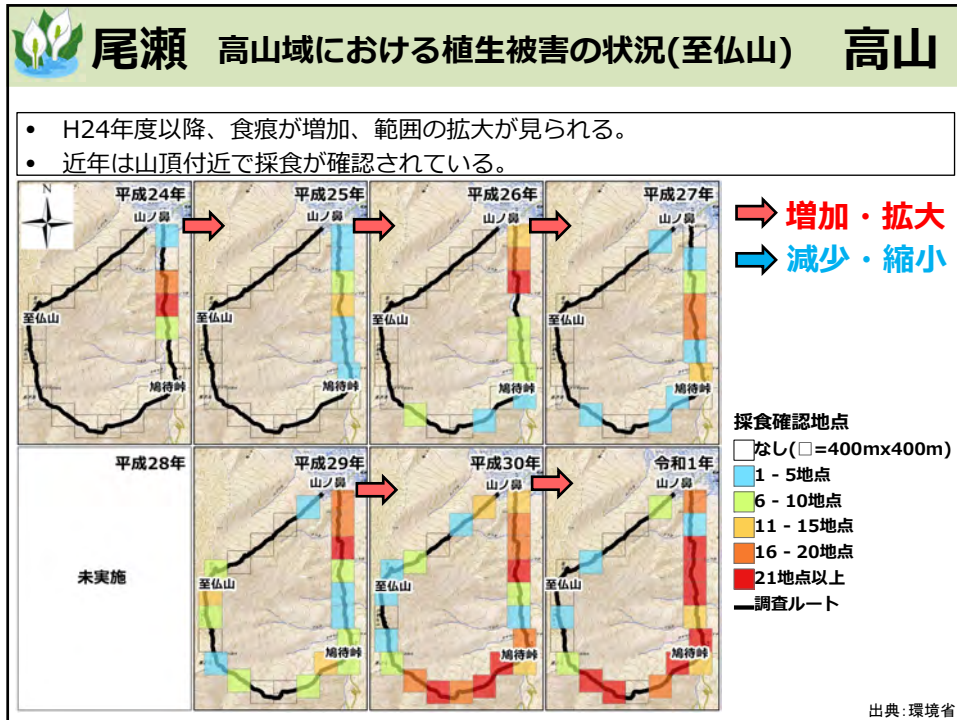 尾瀬 高山域における植生被害の状況(至仏山) 高山
• H24年度以降、食痕が増加、範囲の拡大が見られる。
• 近年は山頂付近で採食が確認されている。
N
平成24年
山ノ鼻
至仏山
鳩待峠
平成25年
山ノ鼻
至仏山
鳩待峠
平成26年
山ノ鼻
至仏山
鳩待峠
平成27年
山ノ鼻
至仏山
鳩待峠
増加・拡大
減少・縮小
平成28年
未実施
平成29年
山ノ鼻
至仏山
鳩待峠
平成30年
山ノ鼻
至仏山
鳩待峠
令和1年
山ノ鼻
至仏山
鳩待峠
採食確認地点
なし(□=400mx400m)
1 - 5地点
6 - 10地点
11 - 15地点
16 - 20地点
21地点以上
調査ルート
出典:環境省